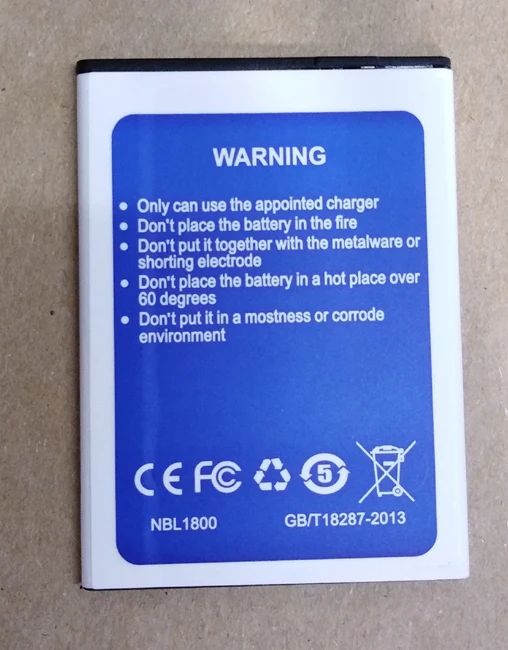 WARNING
• Only can use the appointed charger
• Don't place the battery in the fire
• Don't put it together with the metalware or
shorting electrode
• Don't place the battery in a hot place over
60 degrees
• Don't put it in a mostness or corrode
environment
CE FC 5
NBL1800 GB/T18287-2013